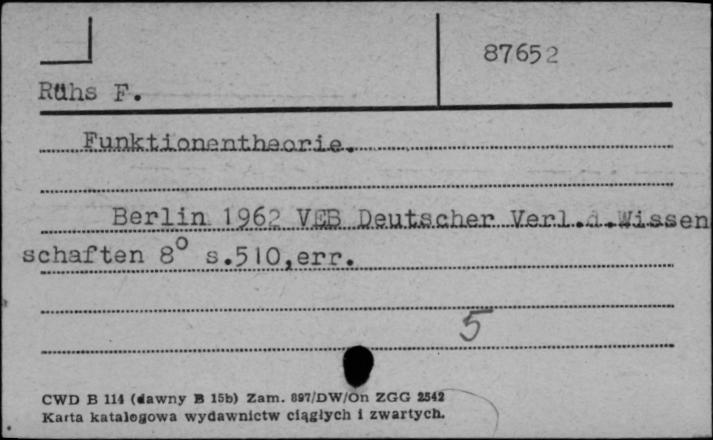 87652
Rühs F.
Funktionentheorie.
Berlin 1962 VEB Deutscher Verl.d.Wissen
schaften 8° s.510,err.
5
CWD B 114 (dawny B 15b) Zam. 897/DW/On ZGG 2542
Karta katalogowa wydawnictw ciągłych i zwartych.